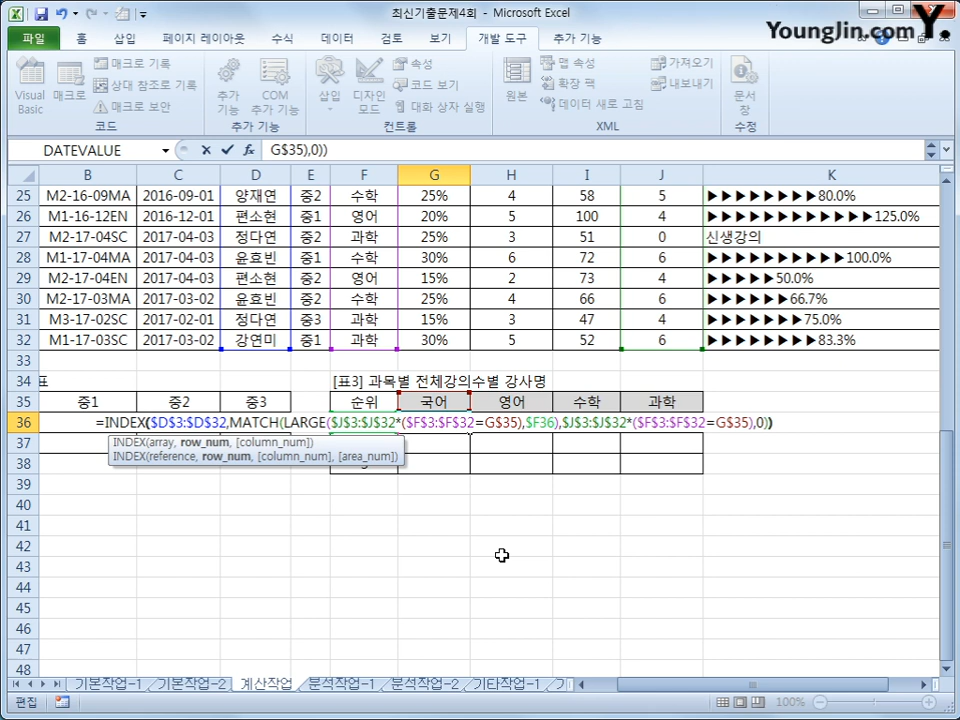 최신기출문제4회 - Microsoft Excel
Younglin.com Y.
파일 홈 삽입 페이지 레이아웃 수식 데이터 검토 보기 개발 도구 추가 기능
Visual Basic
매크로
매크로 기록
상대 참조로 기록
매크로 보안
코드
추가 기능
COM 추가 기능
추가 기능
삽입
디자인 모드
속성
코드 보기
대화 상자 실행
컨트롤
원본
맵 속성
확장 팩
데이터 새로 고침
가져오기
내보내기
XML
문서 창
수정
DATEVALUE
G$35),0))
B C D E F G H I J K
25 M2-16-09MA 2016-09-01 양재연 중2 수학 25% 4 58 5 ▶▶▶▶▶▶▶▶80.0%
26 M1-16-12EN 2016-12-01 편소현 중1 영어 20% 5 100 4 ▶▶▶▶▶▶▶▶▶▶▶▶125.0%
27 M2-17-04SC 2017-04-03 정다연 중2 과학 25% 3 51 0 신생강의
28 M1-17-04MA 2017-04-03 윤효빈 중1 수학 30% 6 72 6 ▶▶▶▶▶▶▶▶▶▶100.0%
29 M2-17-04EN 2017-04-03 편소현 중2 영어 15% 2 73 4 ▶▶▶▶▶50.0%
30 M2-17-03MA 2017-03-02 윤효빈 중2 수학 25% 4 66 6 ▶▶▶▶▶▶66.7%
31 M3-17-02SC 2017-02-01 정다연 중3 과학 15% 3 47 4 ▶▶▶▶▶▶▶75.0%
32 M1-17-03SC 2017-03-02 강연미 중1 과학 30% 5 52 6 ▶▶▶▶▶▶▶▶83.3%
33
34 표 [표3] 과목별 전체강의수별 강사명
35 중1 중2 중3 순위 국어 영어 수학 과학
36 =INDEX($D$3:$D$32,MATCH(LARGE($J$3:$J$32*($F$3:$F$32=G$35),$F36),$J$3:$J$32*($F$3:$F$32=G$35),0))
37 INDEX(array, row_num, [column_num])
38 INDEX(reference, row_num, [column_num], [area_num])
39
40
41
42
43
44
45
46
47
48
기본작업-1 기본작업-2 계산작업 분석작업-1 분석작업-2 기타작업-1 기
편집 100%